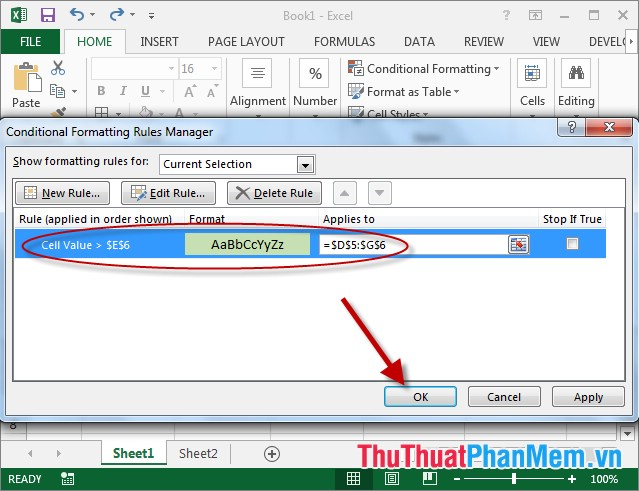 Book1 - Excel
FILE HOME INSERT PAGE LAYOUT FORMULAS DATA REVIEW VIEW DEVELO
Paste
B I U
16
A A
Alignment
%
Number
Conditional Formatting
Format as Table
Cell Styles
Cells
Editing
Conditional Formatting Rules Manager
Show formatting rules for: Current Selection
New Rule... Edit Rule... Delete Rule
Rule (applied in order shown) Format Applies to Stop If True
Cell Value > $E$6 AaBbCcYyZz =$D$5:$G$6
OK Cancel Apply
8
Sheet1 Sheet2
READY 100%
ThuThuatPhanMem.vn